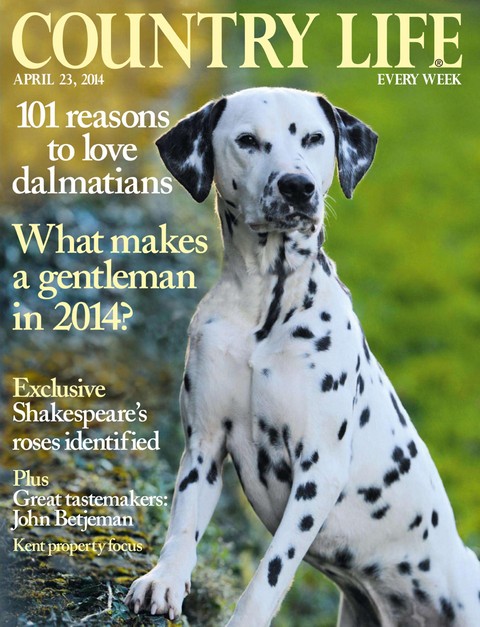 COUNTRY LIFE®
APRIL 23, 2014
EVERY WEEK
101 reasons
to love
dalmatians
What makes
a gentleman
in 2014?
Exclusive
Shakespeare's
roses identified
Plus
Great tastemakers:
John Betjeman
Kent property focus